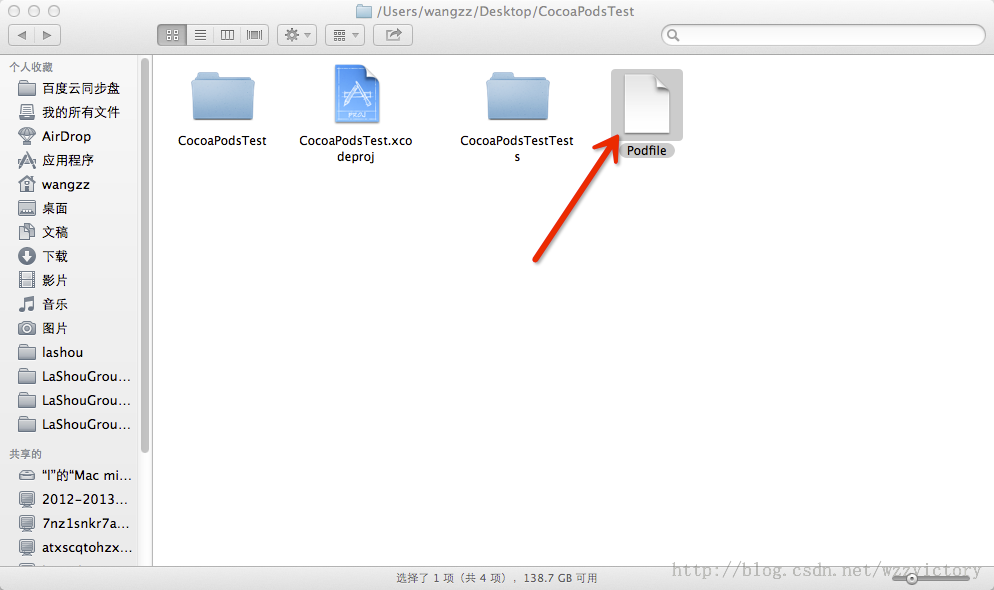 /Users/wangzz/Desktop/CocoaPodsTest
个人收藏
百度云同步盘
我的所有文件
AirDrop
应用程序
wangzz
桌面
文稿
下载
影片
音乐
图片
lashou
LaShouGrou...
LaShouGrou...
LaShouGrou...
共享的
“l”的“Mac mi...
2012-2013...
7nz1snkr7a...
atxscqtohzx...
CocoaPodsTest
CocoaPodsTest.xco
deproj
CocoaPodsTestTest
s
Podfile
选择了 1 项（共 4 项），138.7 GB 可用
http://blog.csdn.net/wzzvictory